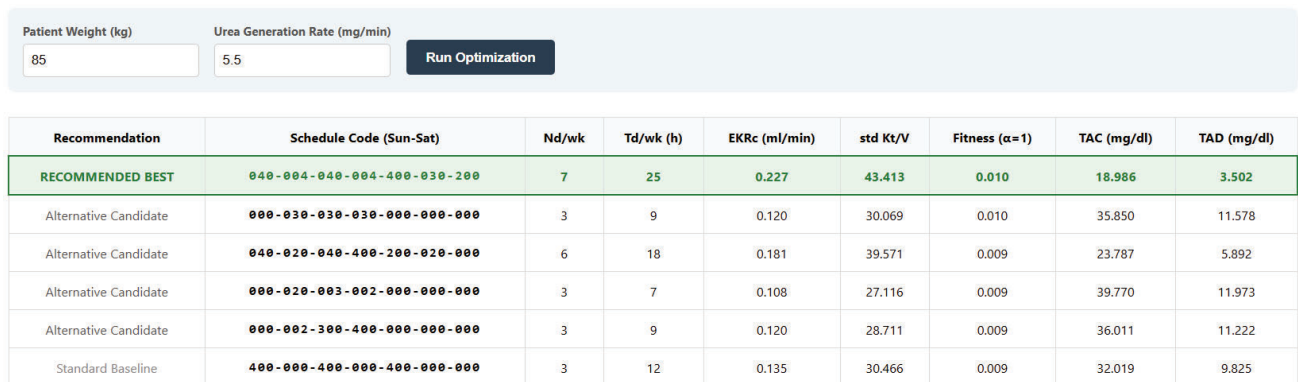 Patient Weight (kg) Urea Generation Rate (mg/min)
85 5.5 Run Optimization
Recommendation Schedule Code (Sun-Sat) Nd/wk Td/wk (h) EKRc (ml/min) std Kt/V Fitness (α=1) TAC (mg/dl) TAD (mg/dl)
RECOMMENDED BEST 040-004-040-004-400-030-200 7 25 0.227 43.413 0.010 18.986 3.502
Alternative Candidate 000-030-030-030-000-000-000 3 9 0.120 30.069 0.010 35.850 11.578
Alternative Candidate 040-020-040-400-200-020-000 6 18 0.181 39.571 0.009 23.787 5.892
Alternative Candidate 000-020-003-002-000-000-000 3 7 0.108 27.116 0.009 39.770 11.973
Alternative Candidate 000-002-300-400-000-000-000 3 9 0.120 28.711 0.009 36.011 11.222
Standard Baseline 400-000-400-000-400-000-000 3 12 0.135 30.466 0.009 32.019 9.825